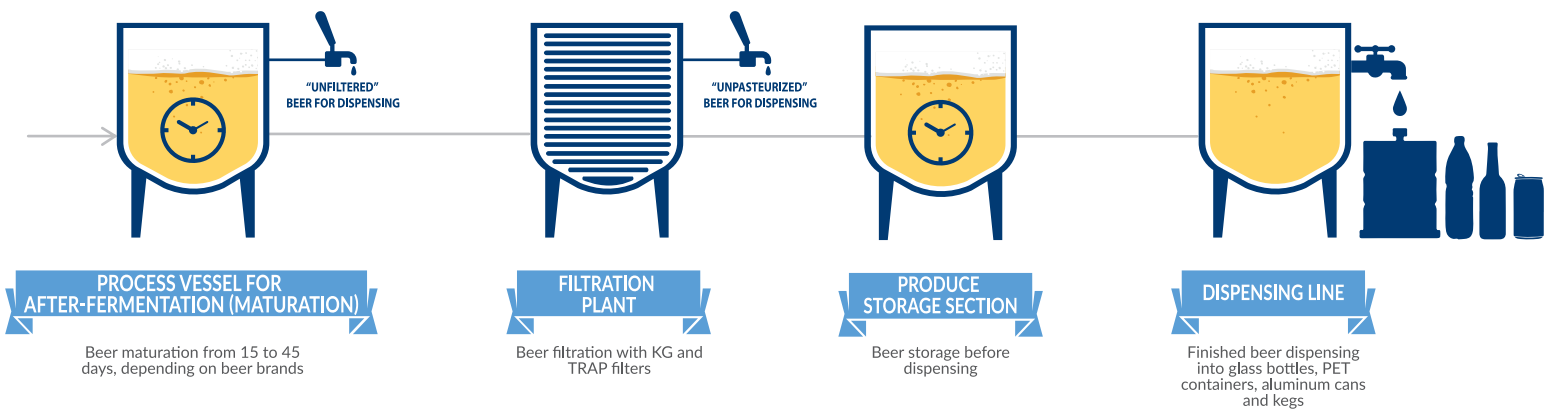 “UNFILTERED”
BEER FOR DISPENSING
“UNPASTEURIZED”
BEER FOR DISPENSING
PROCESS VESSEL FOR
AFTER-FERMENTATION (MATURATION)
Beer maturation from 15 to 45
days, depending on beer brands
FILTRATION
PLANT
Beer filtration with KG and
TRAP filters
PRODUCE
STORAGE SECTION
Beer storage before
dispensing
DISPENSING LINE
Finished beer dispensing
into glass bottles, PET
containers, aluminum cans
and kegs